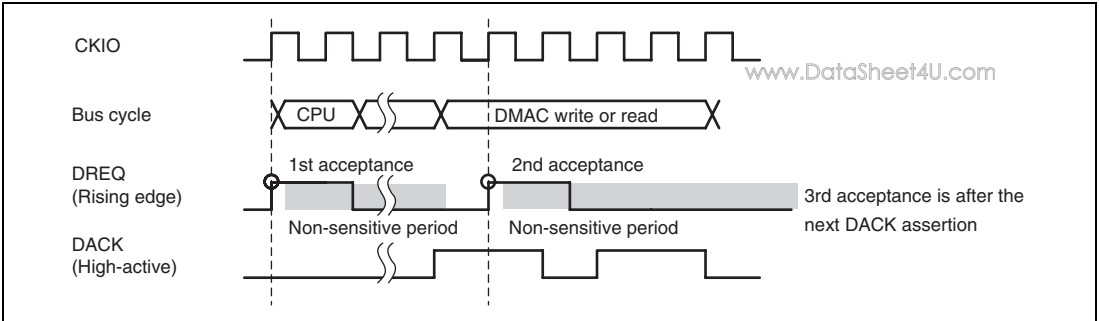 CKIO
www.DataSheet4U.com
Bus cycle
CPU
DMAC write or read
DREQ
(Rising edge)
1st acceptance
2nd acceptance
3rd acceptance is after the
next DACK assertion
Non-sensitive period
Non-sensitive period
DACK
(High-active)